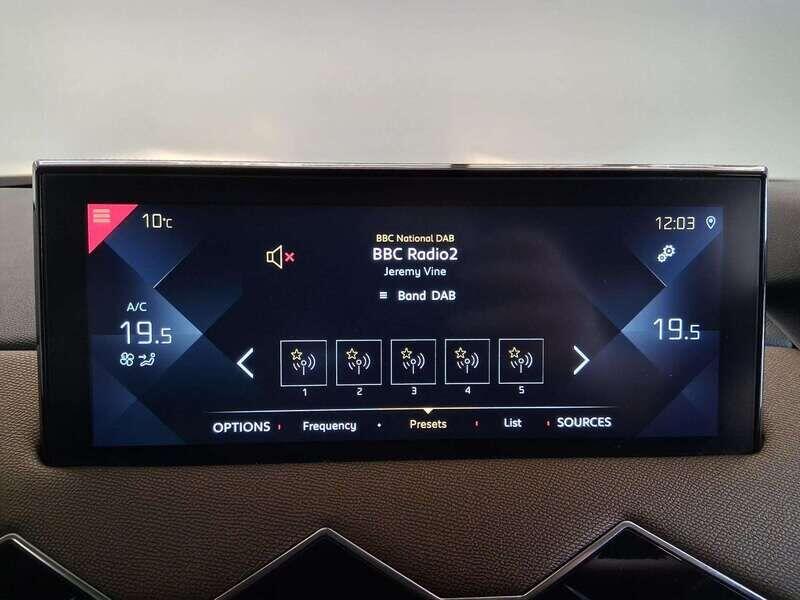 10°C
12:03
BBC National DAB
BBC Radio2
Jeremy Vine
Band DAB
A/C
19.5
19.5
1 2 3 4 5
OPTIONS Frequency Presets List SOURCES